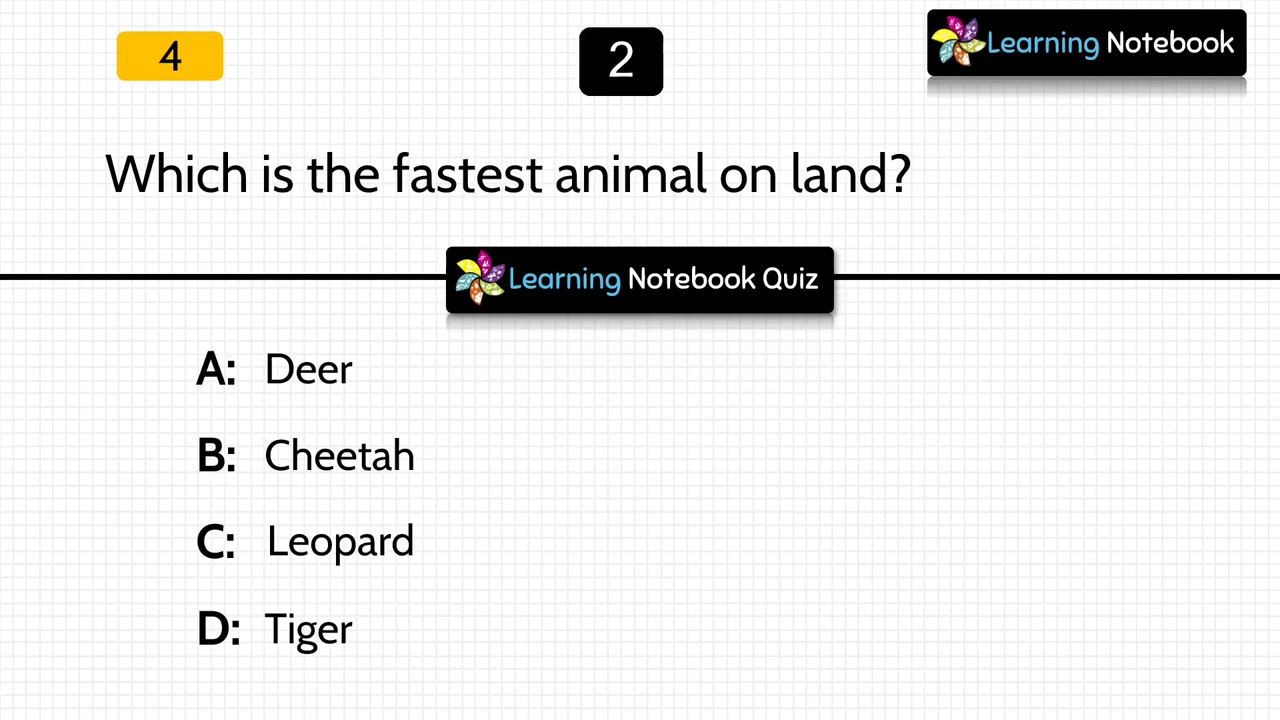 4
2
Learning Notebook
Which is the fastest animal on land?
Learning Notebook Quiz
A: Deer
B: Cheetah
C: Leopard
D: Tiger